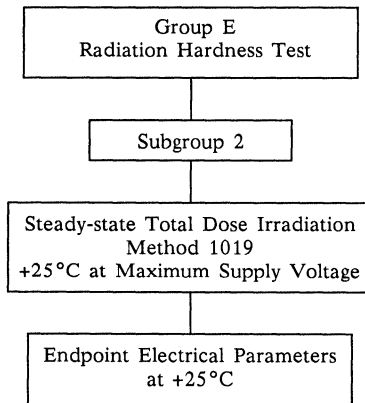 Group E
Radiation Hardness Test
Subgroup 2
Steady-state Total Dose Irradiation
Method 1019
+25°C at Maximum Supply Voltage
Endpoint Electrical Parameters
at +25°C